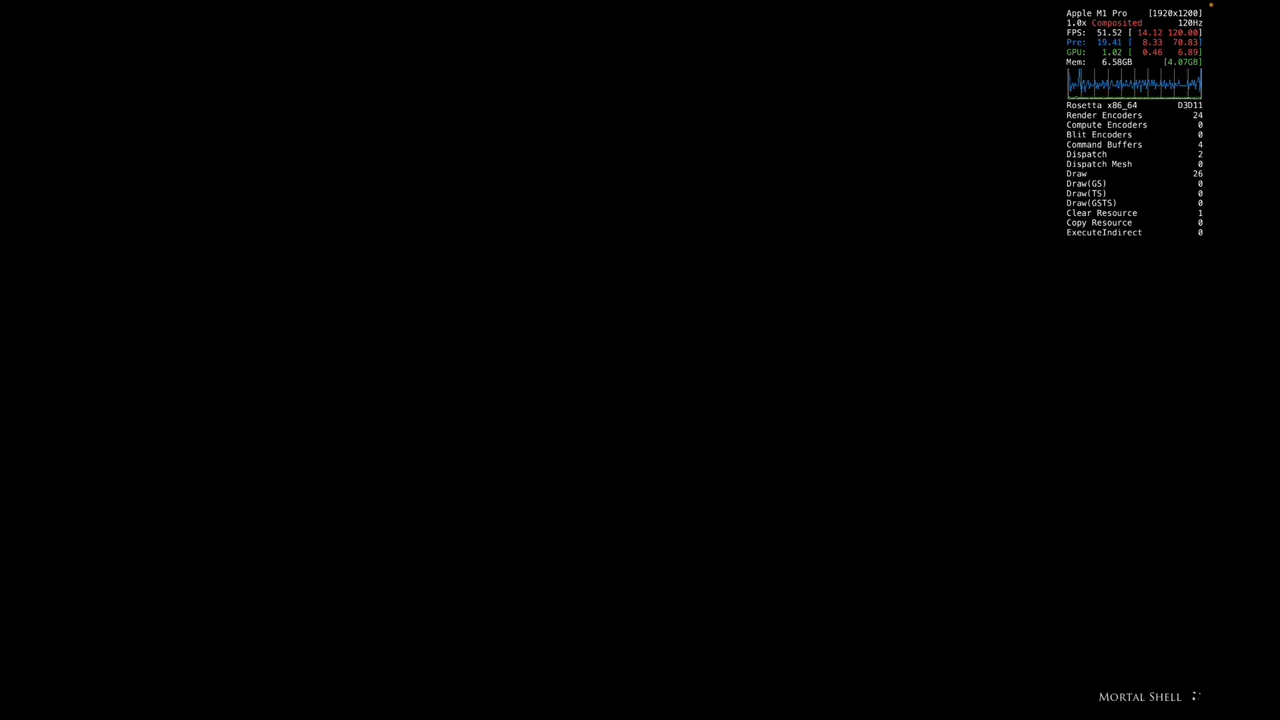 Apple M1 Pro [1920x1200]
1.0x Composited 120Hz
FPS: 51.52 [ 14.12 120.00]
Pre: 19.41 [ 8.33 70.83]
GPU: 1.02 [ 0.46 6.89]
Mem: 6.58GB [4.07GB]
Rosetta x86_64 D3D11
Render Encoders 24
Compute Encoders 0
Blit Encoders 0
Command Buffers 4
Dispatch 2
Dispatch Mesh 0
Draw 26
Draw(GS) 0
Draw(TS) 0
Draw(GSTS) 0
Clear Resource 1
Copy Resource 0
ExecuteIndirect 0
Mortal Shell